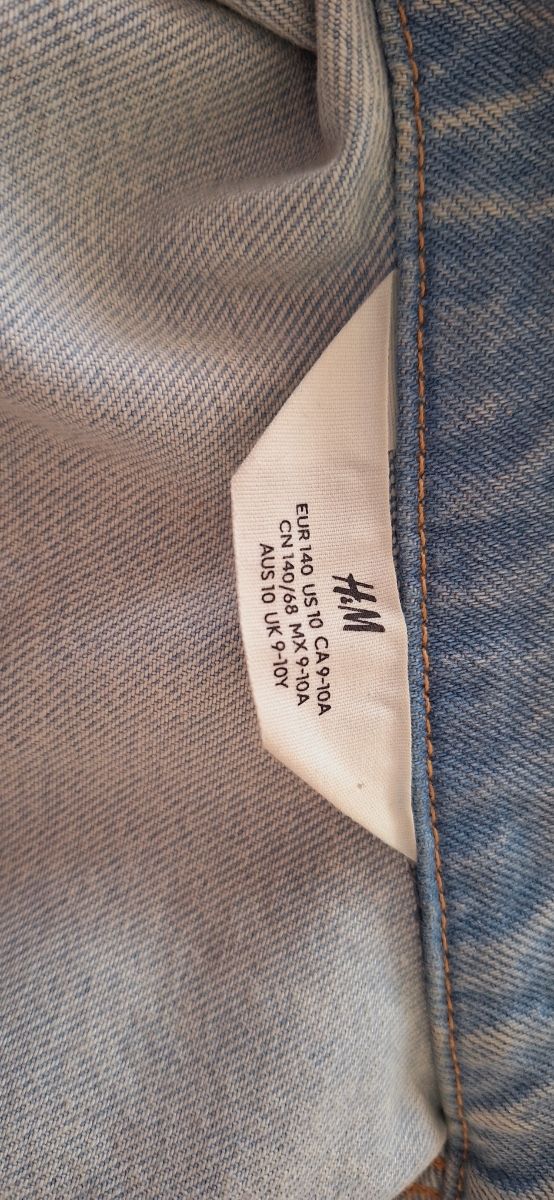 H&M
EUR 140 US 10 CA 9-10A
CN 140/68 MX 9-10A
AUS 10 UK 9-10Y